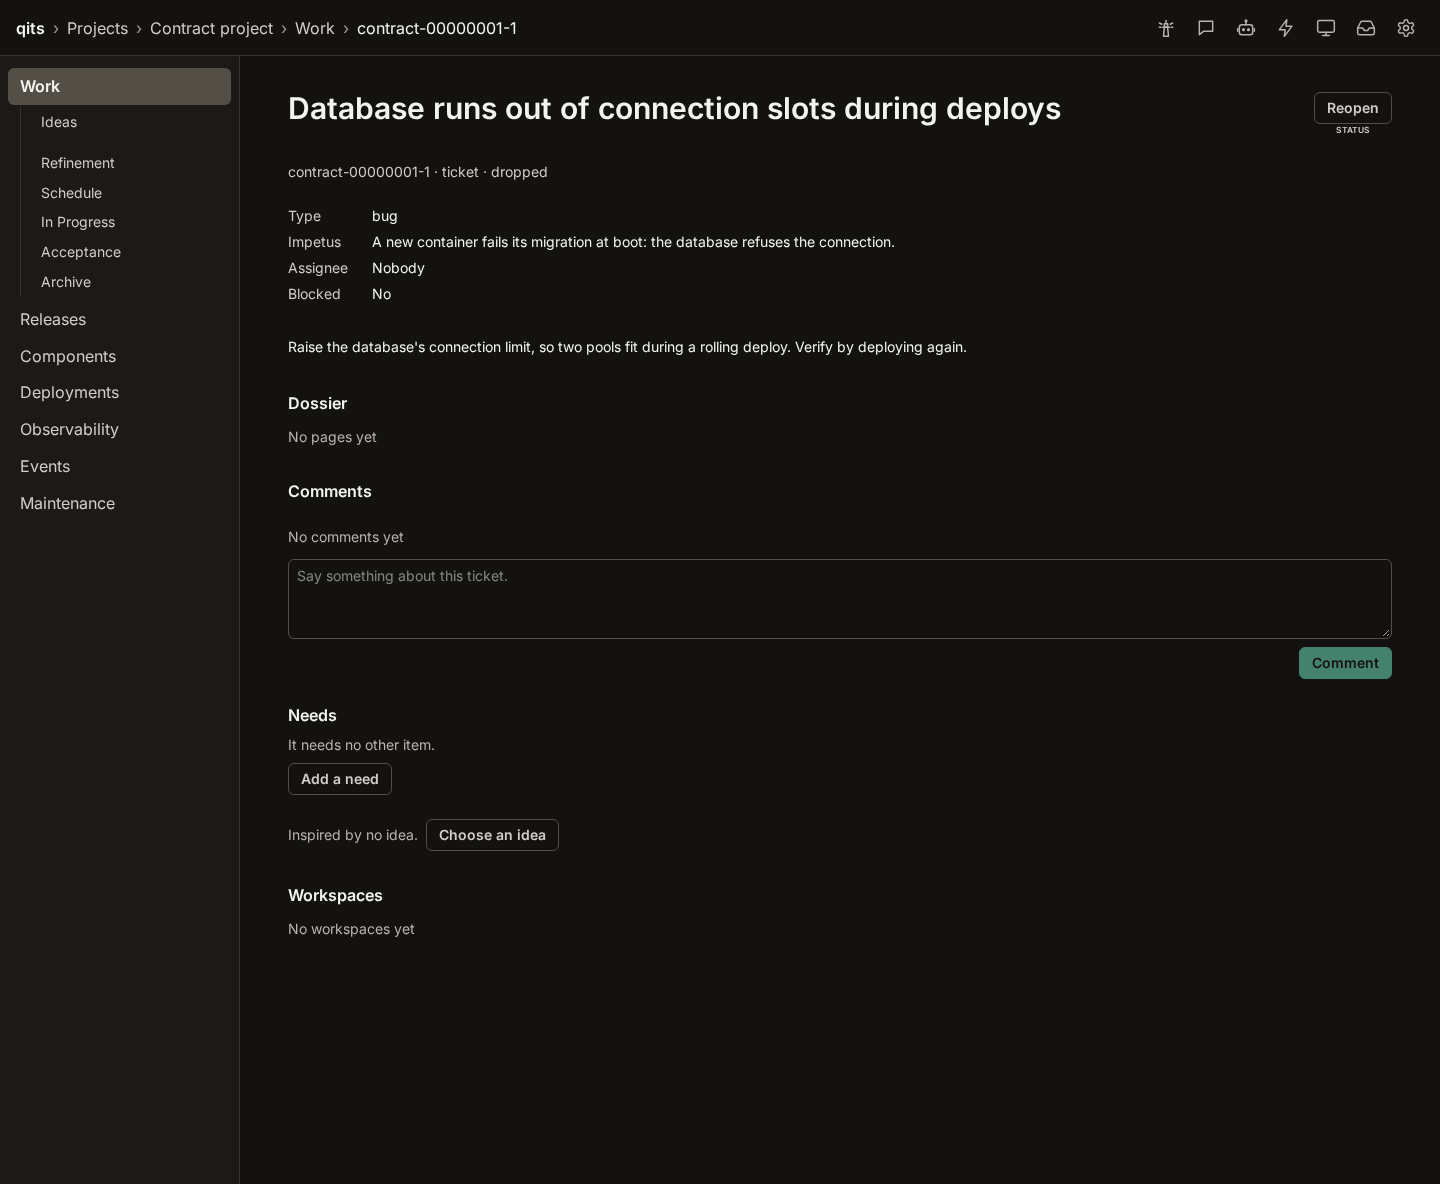 qits › Projects › Contract project › Work › contract-00000001-1
Work
Ideas
Refinement
Schedule
In Progress
Acceptance
Archive
Releases
Components
Deployments
Observability
Events
Maintenance
Database runs out of connection slots during deploys
Reopen
STATUS
contract-00000001-1 · ticket · dropped
Type bug
Impetus A new container fails its migration at boot: the database refuses the connection.
Assignee Nobody
Blocked No
Raise the database's connection limit, so two pools fit during a rolling deploy. Verify by deploying again.
Dossier
No pages yet
Comments
No comments yet
Say something about this ticket.
Comment
Needs
It needs no other item.
Add a need
Inspired by no idea. Choose an idea
Workspaces
No workspaces yet